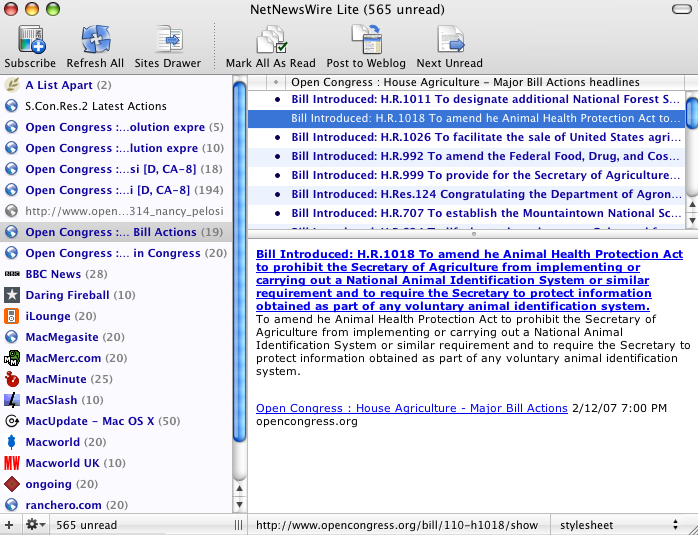 NetNewsWire Lite (565 unread)
Subscribe Refresh All Sites Drawer Mark All As Read Post to Weblog Next Unread
A List Apart (2)
S.Con.Res.2 Latest Actions
Open Congress :...olution expre (5)
Open Congress :...lution expre (10)
Open Congress :...si [D, CA-8] (18)
Open Congress :...i [D, CA-8] (194)
http://www.open...314_nancy_pelosi
Open Congress :... Bill Actions (19)
Open Congress :... in Congress (20)
BBC News (28)
Daring Fireball (10)
iLounge (20)
MacMegasite (20)
MacMerc.com (20)
MacMinute (25)
MacSlash (10)
MacUpdate - Mac OS X (50)
Macworld (20)
MW Macworld UK (10)
ongoing (20)
ranchero.com (20)
565 unread
Open Congress : House Agriculture - Major Bill Actions headlines
Bill Introduced: H.R.1011 To designate additional National Forest S...
Bill Introduced: H.R.1018 To amend he Animal Health Protection Act to...
Bill Introduced: H.R.1026 To facilitate the sale of United states agri...
Bill Introduced: H.R.992 To amend the Federal Food, Drug, and Cos...
Bill Introduced: H.R.999 To provide for the Secretary of Agriculture...
Bill Introduced: H.Res.124 Congratulating the Department of Agron...
Bill Introduced: H.R.707 To establish the Mountaintown National Sc...
Bill Introduced: H.R.1018 To amend he Animal Health Protection Act
to prohibit the Secretary of Agriculture from implementing or
carrying out a National Animal Identification System or similar
requirement and to require the Secretary to protect information
obtained as part of any voluntary animal identification system.
To amend he Animal Health Protection Act to prohibit the Secretary of
Agriculture from implementing or carrying out a National Animal
Identification System or similar requirement and to require the Secretary to
protect information obtained as part of any voluntary animal identification
system.
Open Congress : House Agriculture - Major Bill Actions 2/12/07 7:00 PM
opencongress.org
http://www.opencongress.org/bill/110-h1018/show
stylesheet